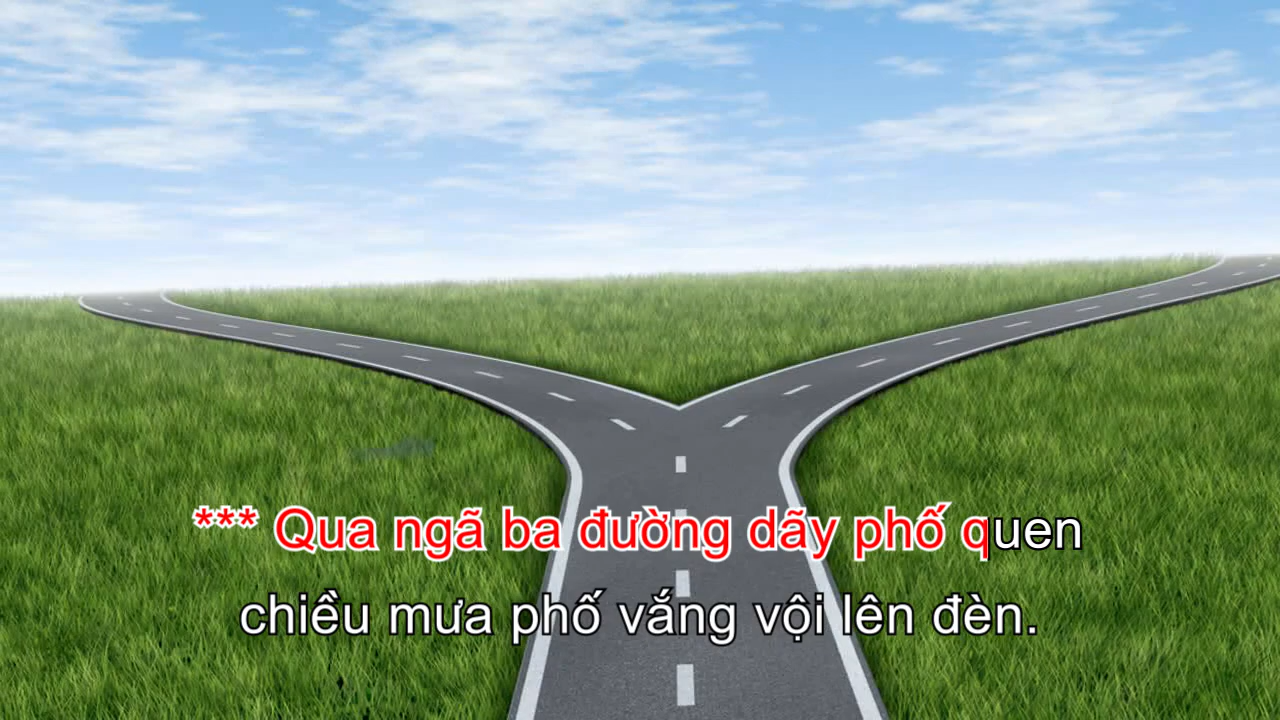 *** Qua ngã ba đường dãy phố quen
chiều mưa phố vắng vội lên đèn.